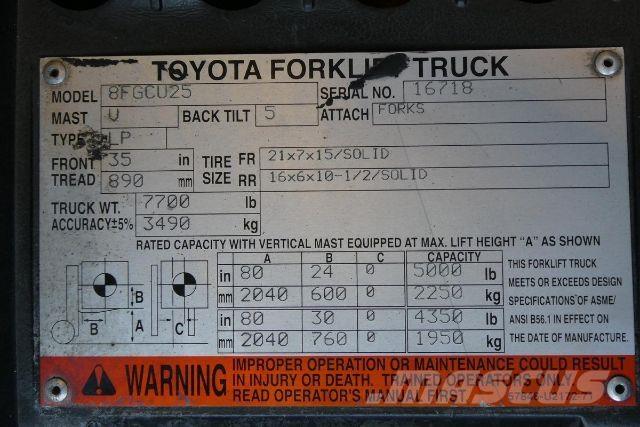 TOYOTA FORKLIFT TRUCK
MODEL 8FGCU25 SERIAL NO. 16718
MAST V BACK TILT 5 ATTACH FORKS
TYPE LP
FRONT 35 in TIRE FR 21x7x15/SOLID
TREAD 890 mm SIZE RR 16x6x10-1/2/SOLID
TRUCK WT. 7700 lb
ACCURACY±5% 3490 kg
RATED CAPACITY WITH VERTICAL MAST EQUIPPED AT MAX. LIFT HEIGHT "A" AS SHOWN
A B C CAPACITY
in 80 24 0 5000 lb
mm 2040 600 0 2250 kg
in 80 30 0 4350 lb
mm 2040 760 0 1950 kg
B
B A C
THIS FORKLIFT TRUCK
MEETS OR EXCEEDS DESIGN
SPECIFICATIONS OF ASME/
ANSI B56.1 IN EFFECT ON
THE DATE OF MANUFACTURE.
WARNING
IMPROPER OPERATION OR MAINTENANCE COULD RESULT
IN INJURY OR DEATH. TRAINED OPERATORS ONLY.
READ OPERATOR'S MANUAL FIRST.